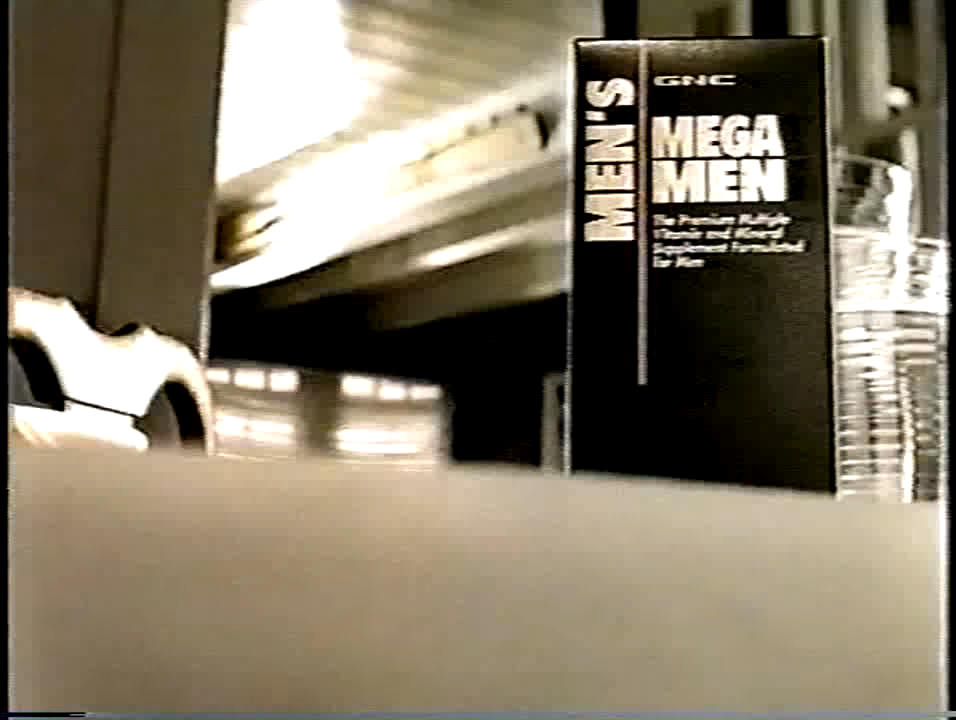 MEN'S
GNC
MEGA
MEN
The Premium Multiple
Vitamin and Mineral
Supplement Formulated
For Men